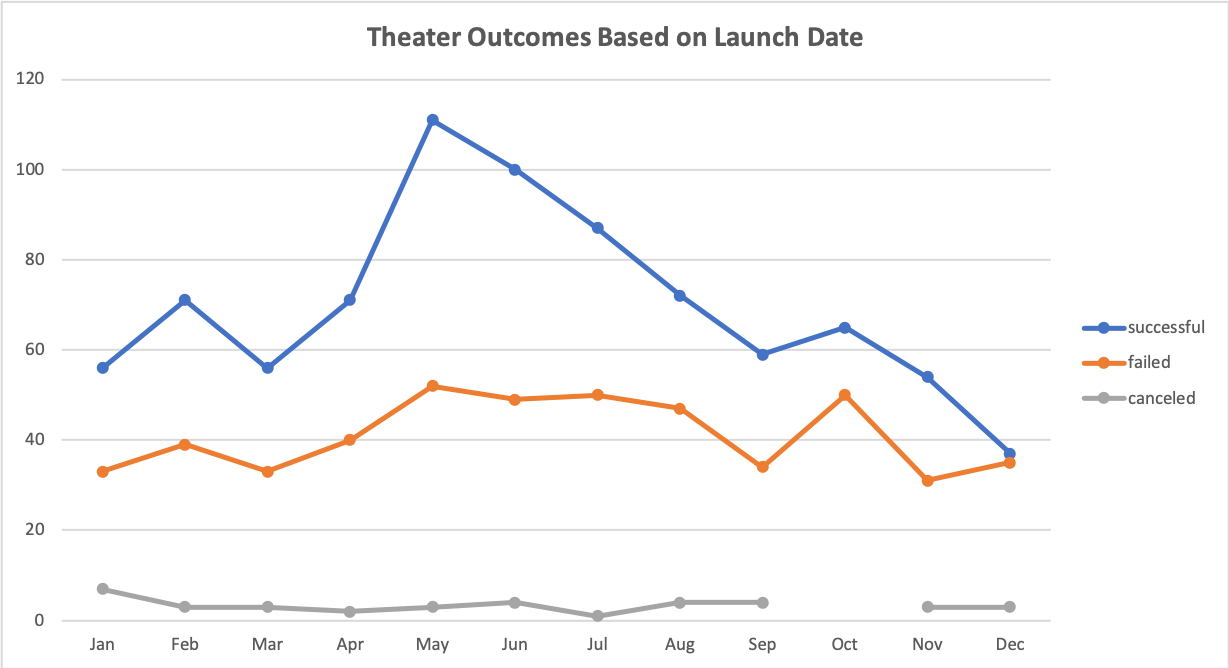 Theater Outcomes Based on Launch Date
120
100
80
60
40
20
0
Jan Feb Mar Apr May Jun Jul Aug Sep Oct Nov Dec
successful
failed
canceled